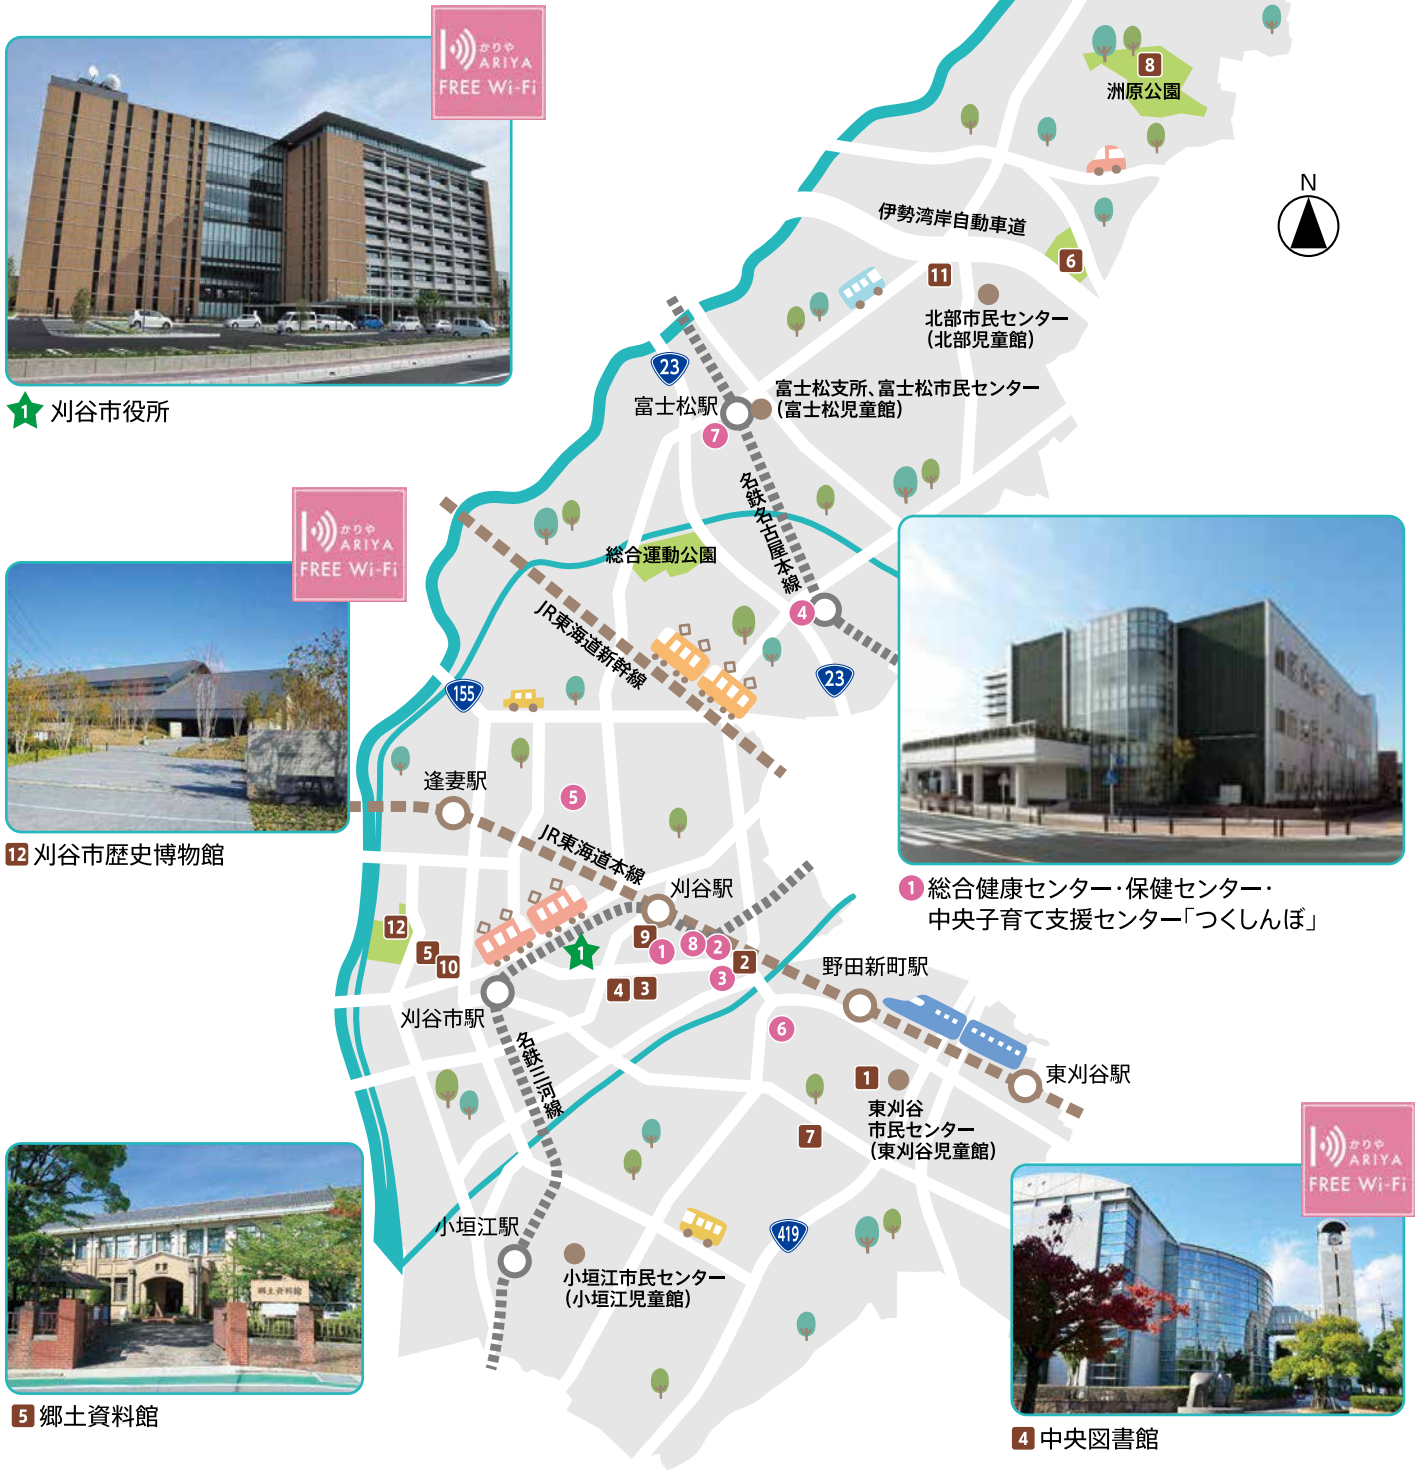 かりや
ARIYA
FREE Wi-Fi
1 刈谷市役所
8
洲原公園
N
伊勢湾岸自動車道
6
11
北部市民センター
(北部児童館)
23
富士松支所、富士松市民センター
(富士松児童館)
富士松駅
7
名鉄名古屋本線
かりや
ARIYA
FREE Wi-Fi
総合運動公園
4
JR東海道新幹線
23
155
12 刈谷市歴史博物館
逢妻駅
5
JR東海道本線
刈谷駅
1 総合健康センター・保健センター・
中央子育て支援センター「つくしんぼ」
12
5
10
1
9
1
8
2
2
3
4
3
野田新町駅
刈谷市駅
6
名鉄三河線
1
東刈谷駅
東刈谷
市民センター
(東刈谷児童館)
7
かりや
ARIYA
FREE Wi-Fi
小垣江駅
419
小垣江市民センター
(小垣江児童館)
郷土資料館
5 郷土資料館
4 中央図書館